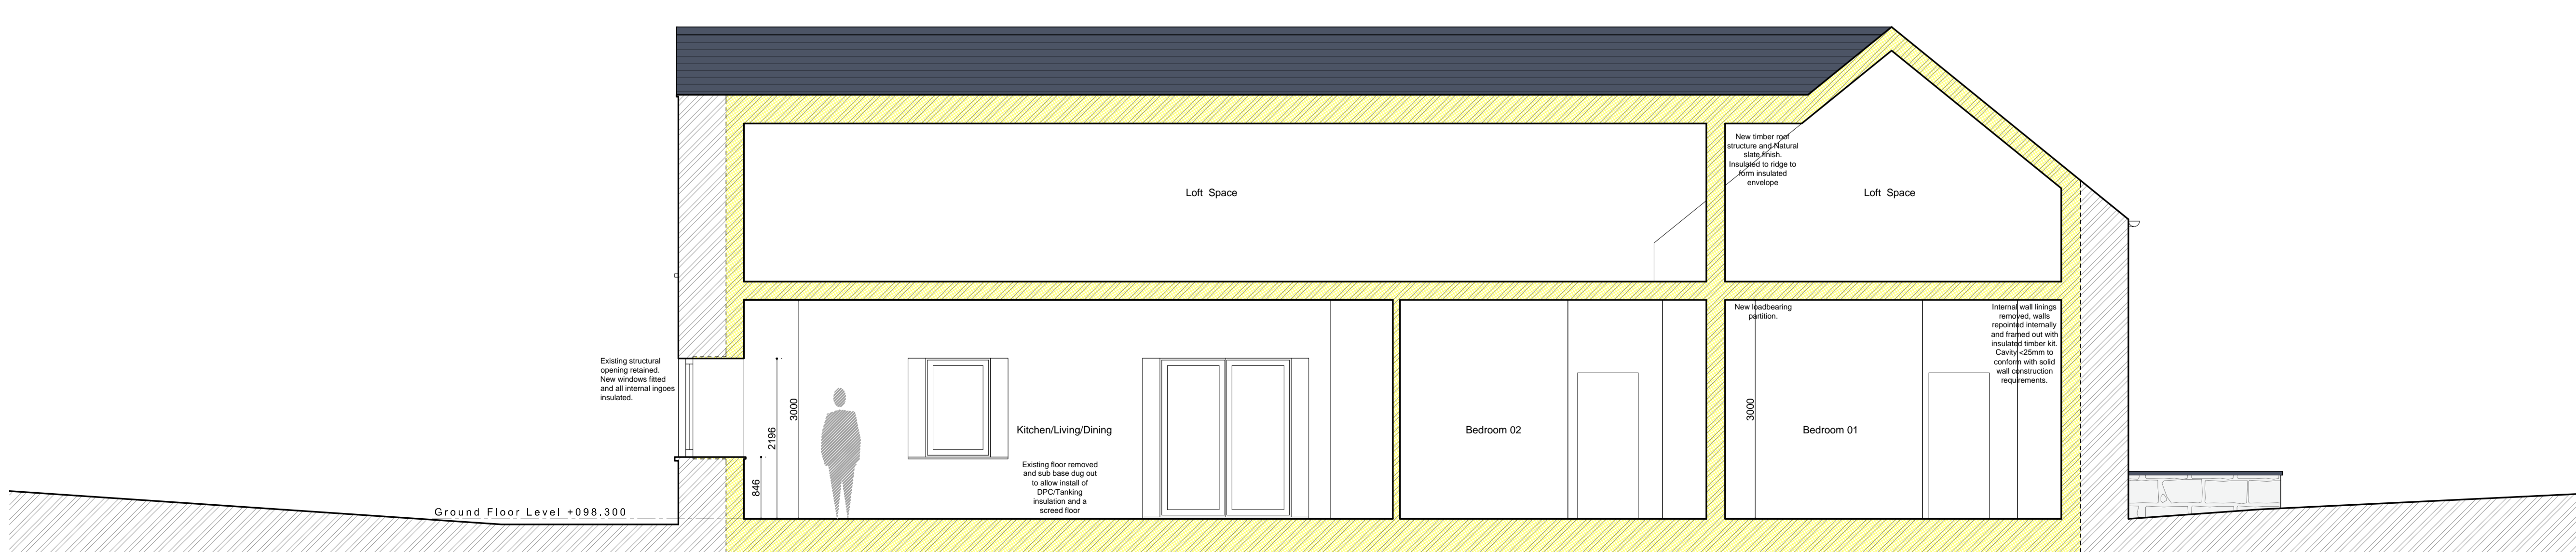 New timber roof
structure and Natural
slate finish.
Insulated to ridge to
form insulated
envelope
Loft Space
Loft Space
New loadbearing
partition.
Internal wall linings
removed, walls
repointed internally
and framed out with
insulated timber kit.
Cavity <25mm to
conform with solid
wall construction
requirements.
Existing structural
opening retained.
New windows fitted
and all internal ingoes
insulated.
846
2196
3000
Kitchen/Living/Dining
Existing floor removed
and sub base dug out
to allow install of
DPC/Tanking
insulation and a
screed floor
Bedroom 02
3000
Bedroom 01
Ground Floor Level +098.300